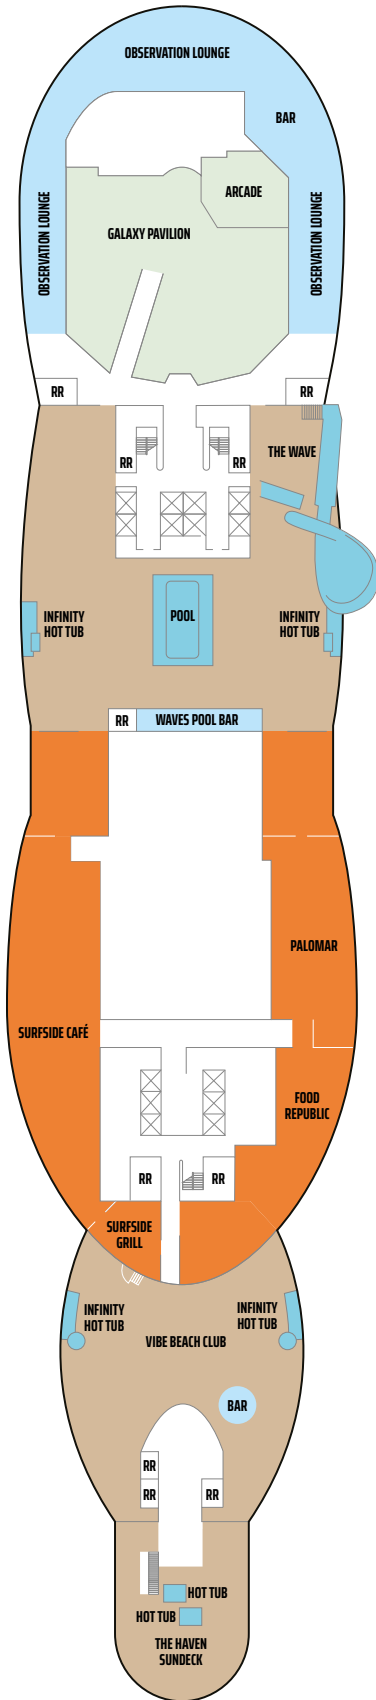 OBSERVATION LOUNGE
BAR
ARCADE
OBSERVATION LOUNGE
GALAXY PAVILION
OBSERVATION LOUNGE
RR
RR
THE WAVE
RR
RR
INFINITY
HOT TUB
POOL
INFINITY
HOT TUB
RR
WAVES POOL BAR
PALOMAR
SURFSIDE CAFÉ
FOOD
REPUBLIC
RR
RR
SURFSIDE
GRILL
INFINITY
HOT TUB
INFINITY
HOT TUB
VIBE BEACH CLUB
BAR
RR
RR
RR
HOT TUB
HOT TUB
THE HAVEN
SUNDECK